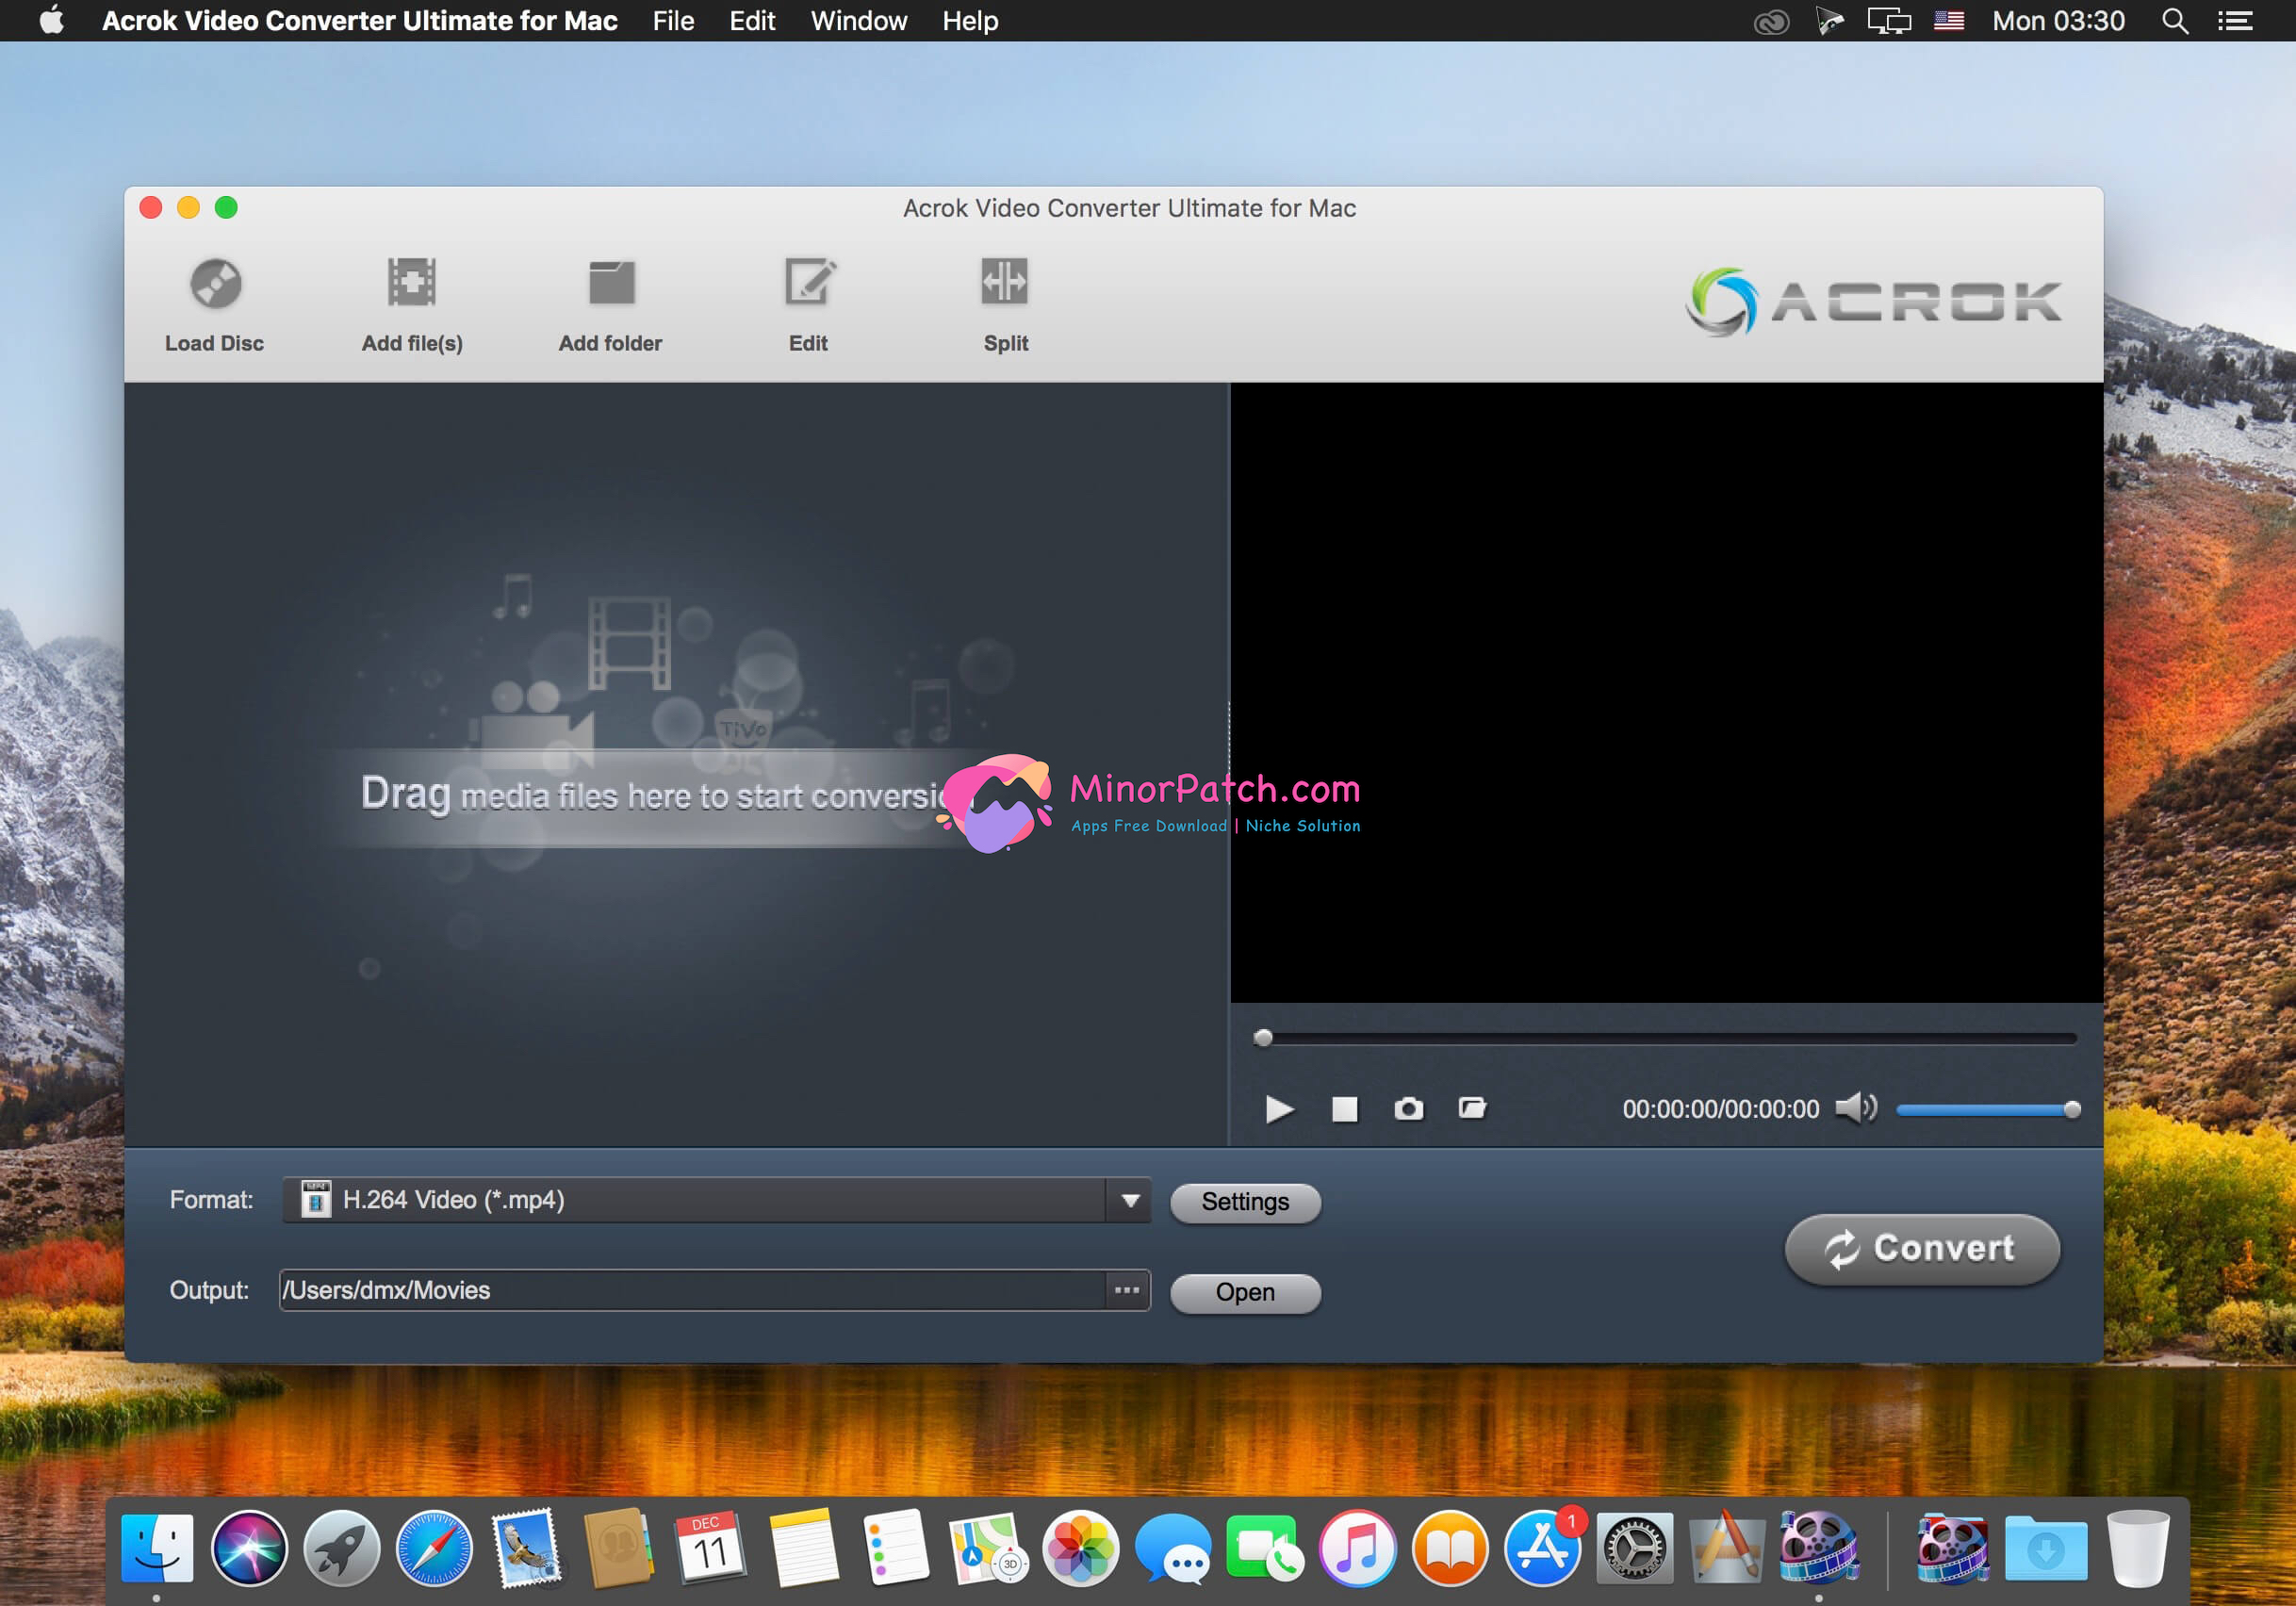 Acrok Video Converter Ultimate for Mac File Edit Window Help Mon 03:30
Acrok Video Converter Ultimate for Mac
Load Disc Add file(s) Add folder Edit Split
ACROK
TiVo
Drag media files here to start conversion
MinorPatch.com
Apps Free Download | Niche Solution
00:00:00/00:00:00
Format: MP4 H.264 Video (*.mp4) Settings
Convert
Output: /Users/dmx/Movies ... Open
DEC
11
3D
1